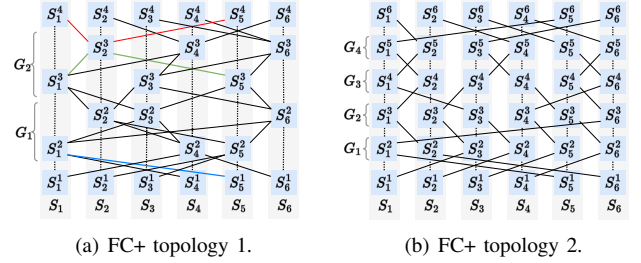 S_1^4 S_2^4 S_3^4 S_4^4 S_5^4 S_6^4
G_2 S_2^3 S_4^3 S_6^3
S_1^3 S_3^3 S_5^3
G_1 S_2^2 S_3^2 S_6^2
S_1^2 S_4^2 S_5^2
S_1^1 S_2^1 S_3^1 S_4^1 S_5^1 S_6^1
S_1 S_2 S_3 S_4 S_5 S_6
(a) FC+ topology 1.
S_1^6 S_2^6 S_3^6 S_4^6 S_5^6 S_6^6
G_4 S_1^5 S_2^5 S_3^5 S_4^5 S_5^5 S_6^5
G_3 S_1^4 S_2^4 S_3^4 S_4^4 S_5^4 S_6^4
G_2 S_1^3 S_2^3 S_3^3 S_4^3 S_5^3 S_6^3
G_1 S_1^2 S_2^2 S_3^2 S_4^2 S_5^2 S_6^2
S_1^1 S_2^1 S_3^1 S_4^1 S_5^1 S_6^1
S_1 S_2 S_3 S_4 S_5 S_6
(b) FC+ topology 2.